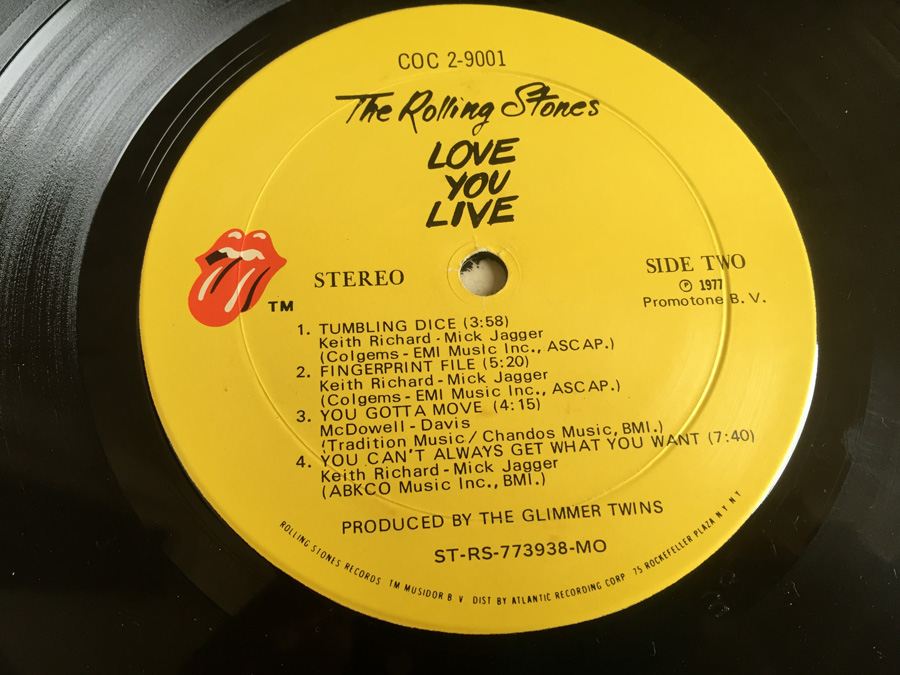 COC 2-9001
The Rolling Stones
LOVE
YOU
LIVE
STEREO
SIDE TWO
℗ 1977
Promotone B. V.
TM
1. TUMBLING DICE (3:58)
Keith Richard - Mick Jagger
(Colgems - EMI Music Inc., ASCAP.)
2. FINGERPRINT FILE (5:20)
Keith Richard - Mick Jagger
(Colgems - EMI Music Inc., ASCAP.)
3. YOU GOTTA MOVE (4:15)
McDowell - Davis
(Tradition Music / Chandos Music, BMI.)
4. YOU CAN'T ALWAYS GET WHAT YOU WANT (7:40)
Keith Richard - Mick Jagger
(ABKCO Music Inc., BMI.)
PRODUCED BY THE GLIMMER TWINS
ST-RS-773938-MO
ROLLING STONES RECORDS TM MUSIDOR B V DIST BY ATLANTIC RECORDING CORP 75 ROCKEFELLER PLAZA N Y N Y